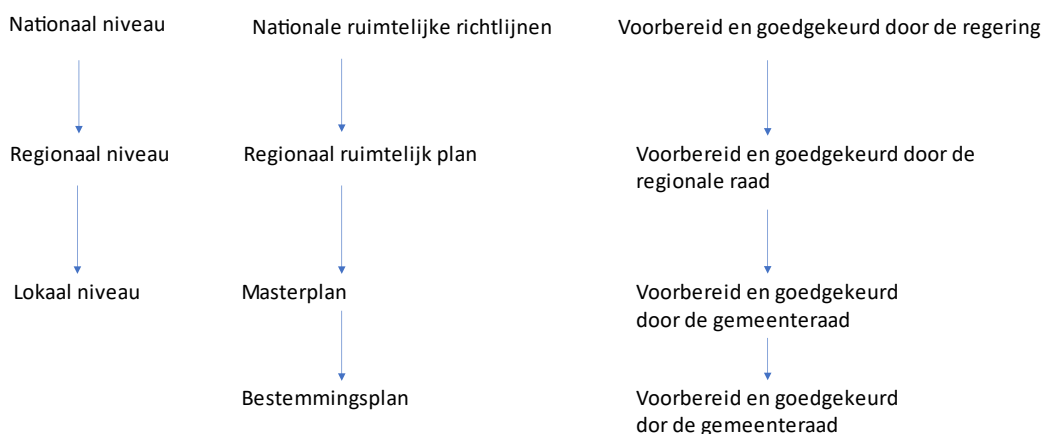 Nationaal niveau
Nationale ruimtelijke richtlijnen
Voorbereid en goedgekeurd door de regering
Regionaal niveau
Regionaal ruimtelijk plan
Voorbereid en goedgekeurd door de
regionale raad
Lokaal niveau
Masterplan
Voorbereid en goedgekeurd
door de gemeenteraad
Bestemmingsplan
Voorbereid en goedgekeurd
dor de gemeenteraad